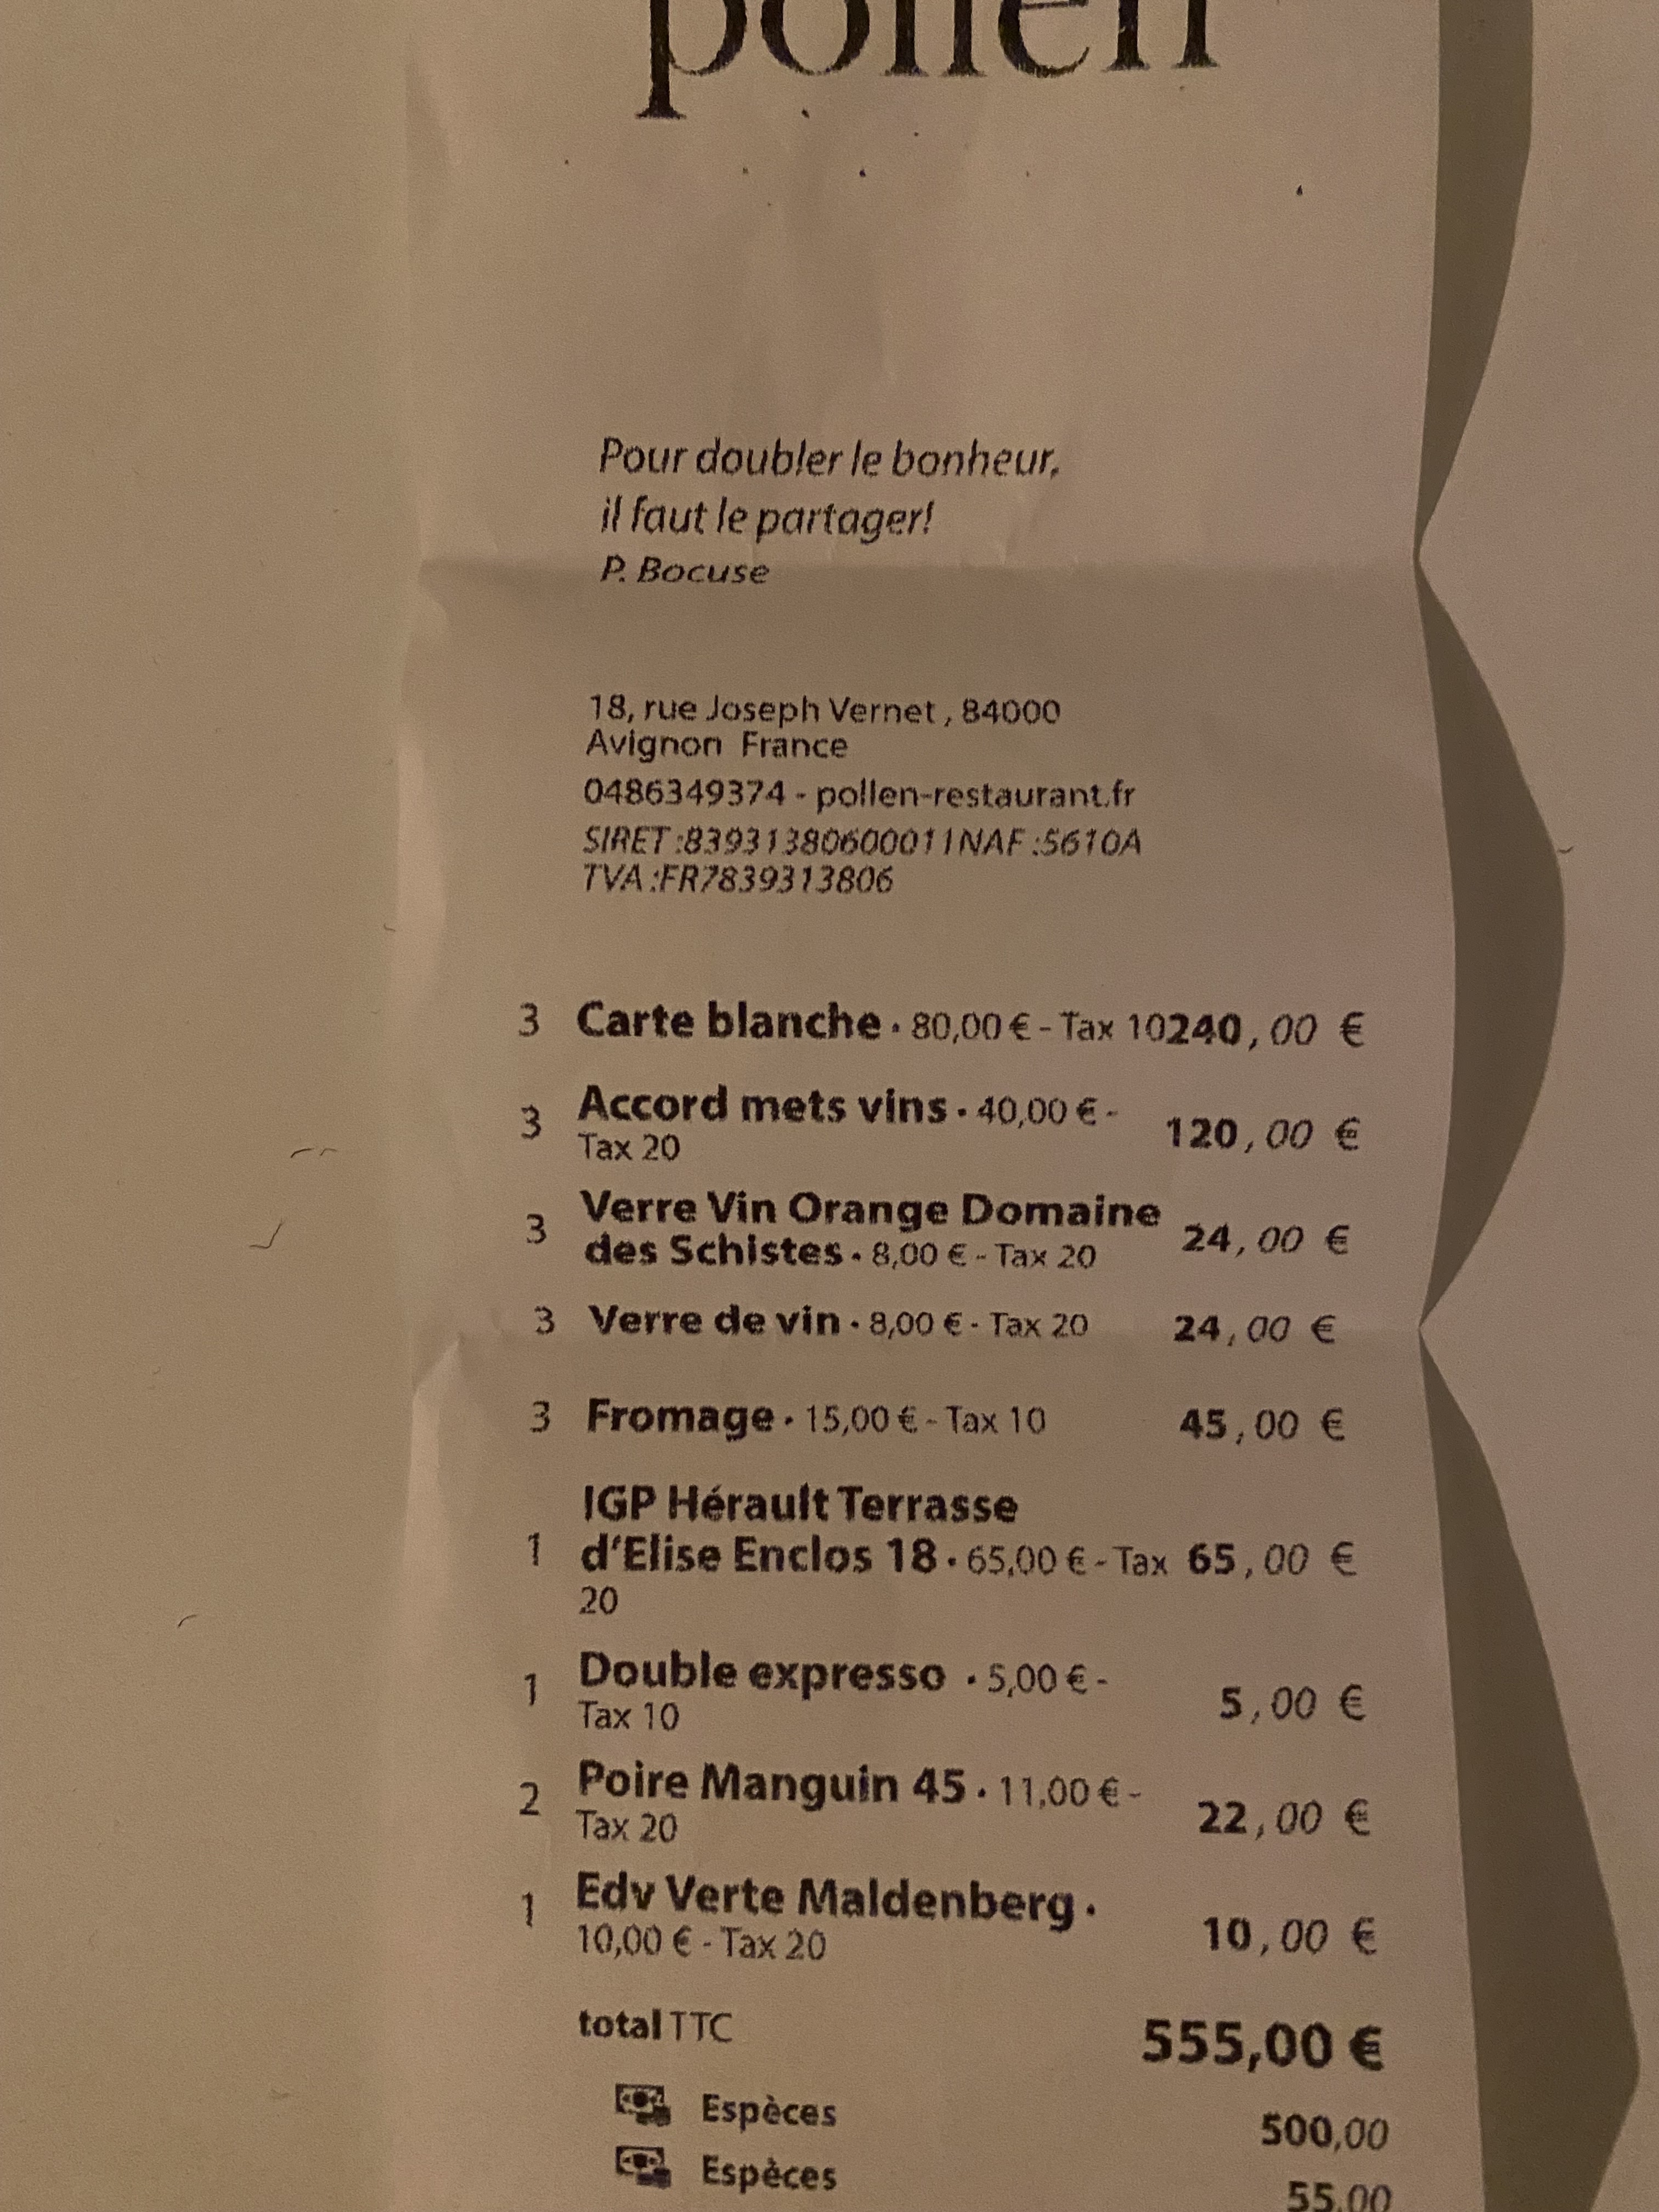 pollen
Pour doubler le bonheur,
il faut le partager!
P. Bocuse
18, rue Joseph Vernet , 84000
Avignon France
0486349374 - pollen-restaurant.fr
SIRET :83931380600011NAF :5610A
TVA :FR7839313806
3 Carte blanche · 80,00 € - Tax 10240,00 €
3 Accord mets vins · 40,00 € - 120,00 €
Tax 20
3 Verre Vin Orange Domaine 24,00 €
des Schistes · 8,00 € - Tax 20
3 Verre de vin · 8,00 € - Tax 20 24,00 €
3 Fromage · 15,00 € - Tax 10 45,00 €
IGP Hérault Terrasse
1 d'Elise Enclos 18 · 65,00 € - Tax 65,00 €
20
1 Double expresso · 5,00 € - 5,00 €
Tax 10
2 Poire Manguin 45 · 11,00 € - 22,00 €
Tax 20
1 Edv Verte Maldenberg · 10,00 €
10,00 € - Tax 20
total TTC 555,00 €
Espèces 500,00
Espèces 55,00